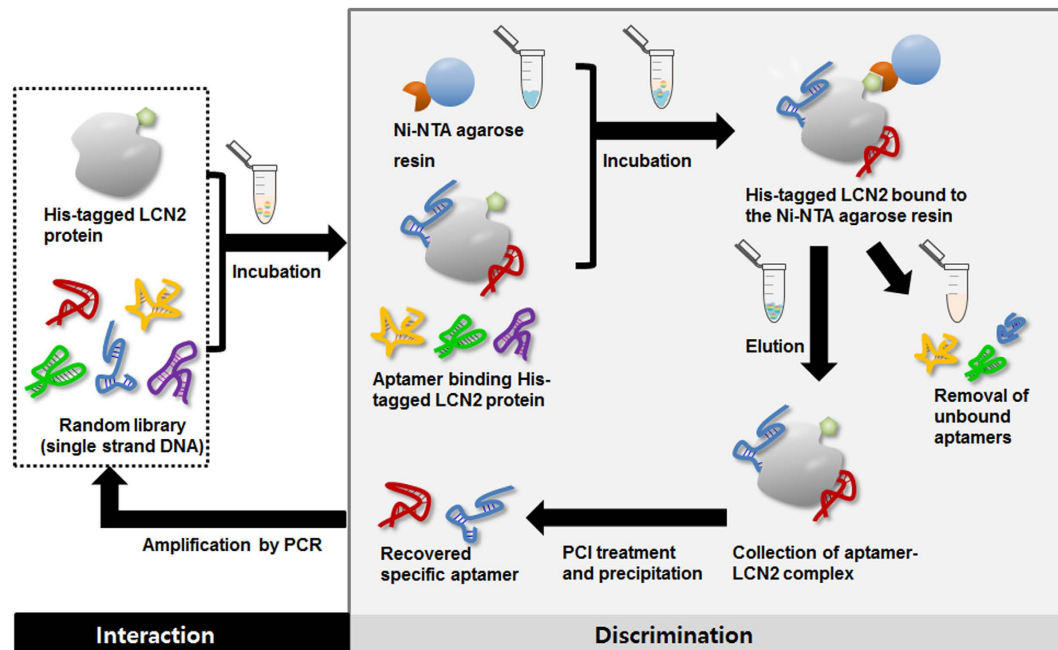 His-tagged LCN2
protein
Random library
(single strand DNA)
Incubation
Ni-NTA agarose
resin
Aptamer binding His-
tagged LCN2 protein
Incubation
His-tagged LCN2 bound to
the Ni-NTA agarose resin
Elution
Removal of
unbound
aptamers
Collection of aptamer-
LCN2 complex
PCI treatment
and precipitation
Recovered
specific aptamer
Amplification by PCR
Interaction
Discrimination